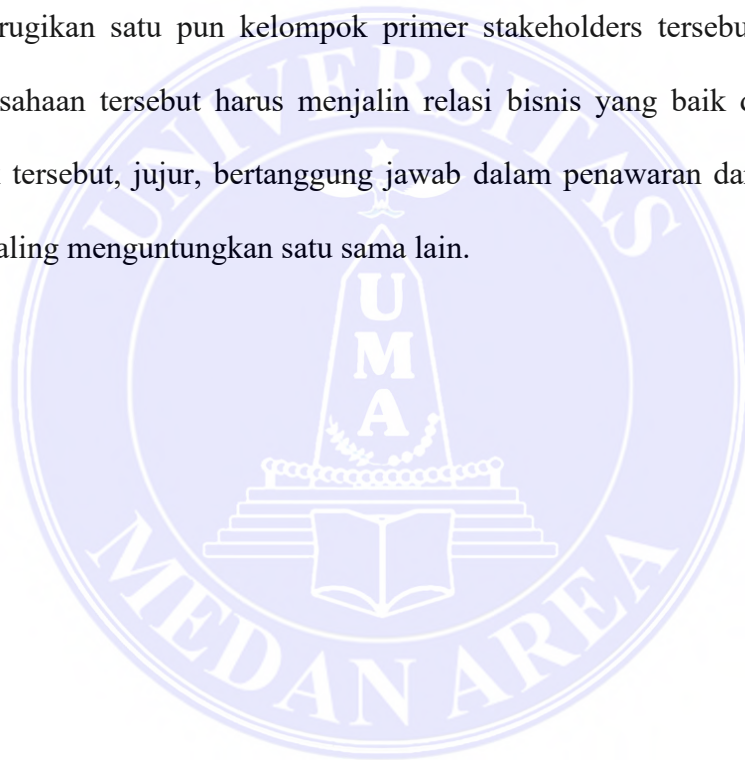 rugikan satu pun kelompok primer stakeholders tersebu
sahaan tersebut harus menjalin relasi bisnis yang baik
tersebut, jujur, bertanggung jawab dalam penawaran da
aling menguntungkan satu sama lain.
UNIVERSITAS
U
M
A
MEDAN AREA